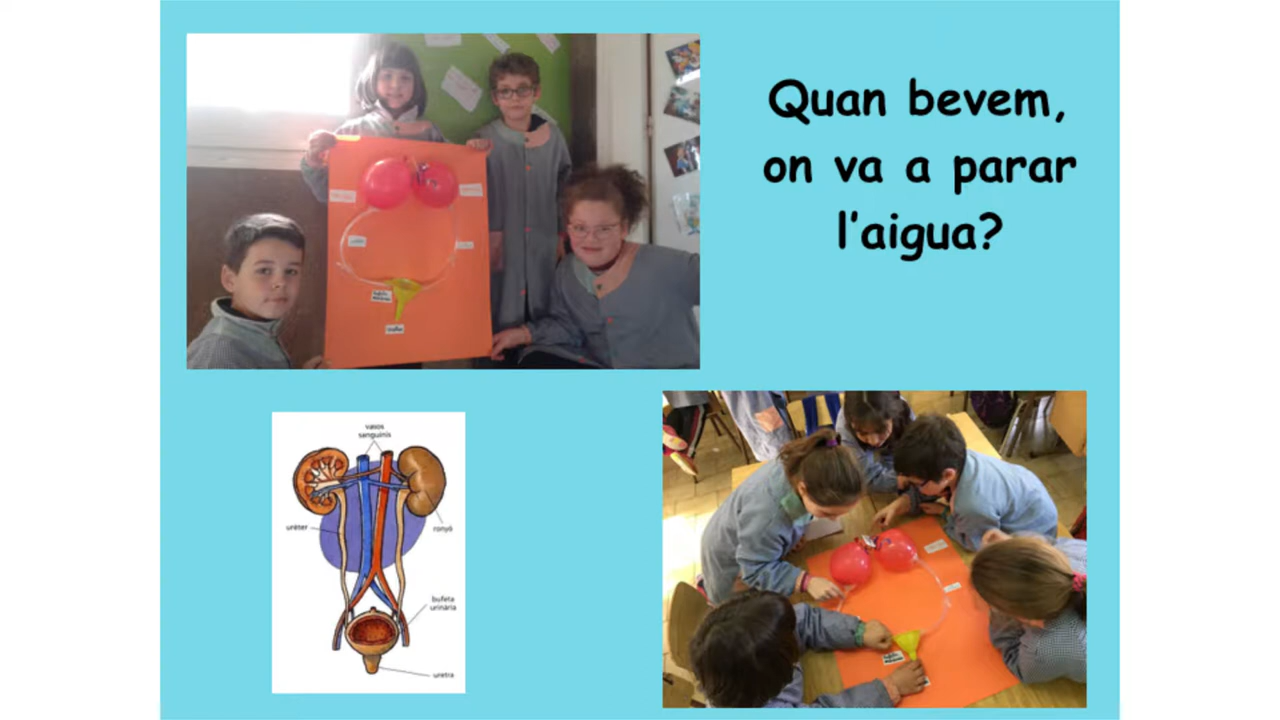 Quan bevem,
on va a parar
l'aigua?
vasos
sanguinis
urèter
ronyó
bufeta
urinària
uretra